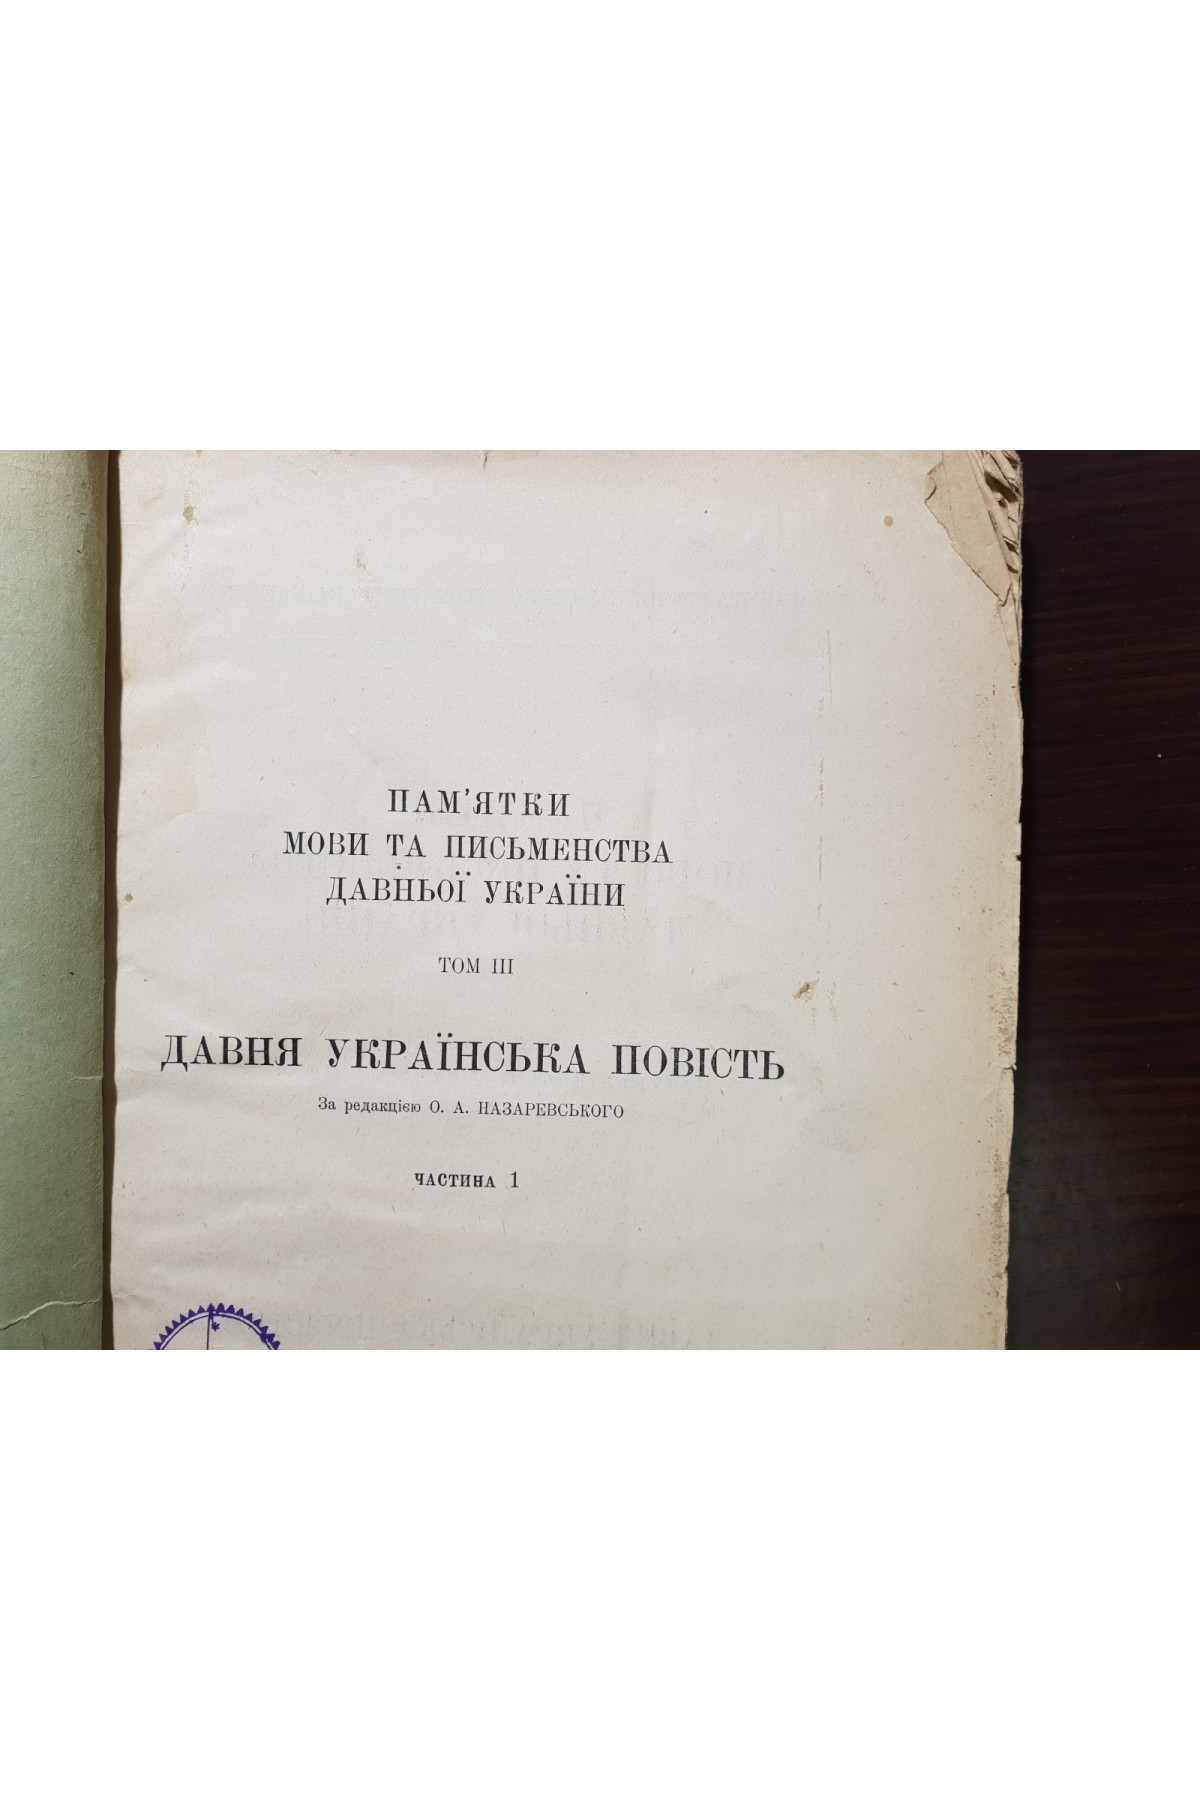 ПАМ'ЯТКИ
МОВИ ТА ПИСЬМЕНСТВА
ДАВНЬОЇ УКРАЇНИ
ТОМ III
ДАВНЯ УКРАЇНСЬКА ПОВІСТЬ
За редакцією О. А. НАЗАРЕВСЬКОГО
ЧАСТИНА 1